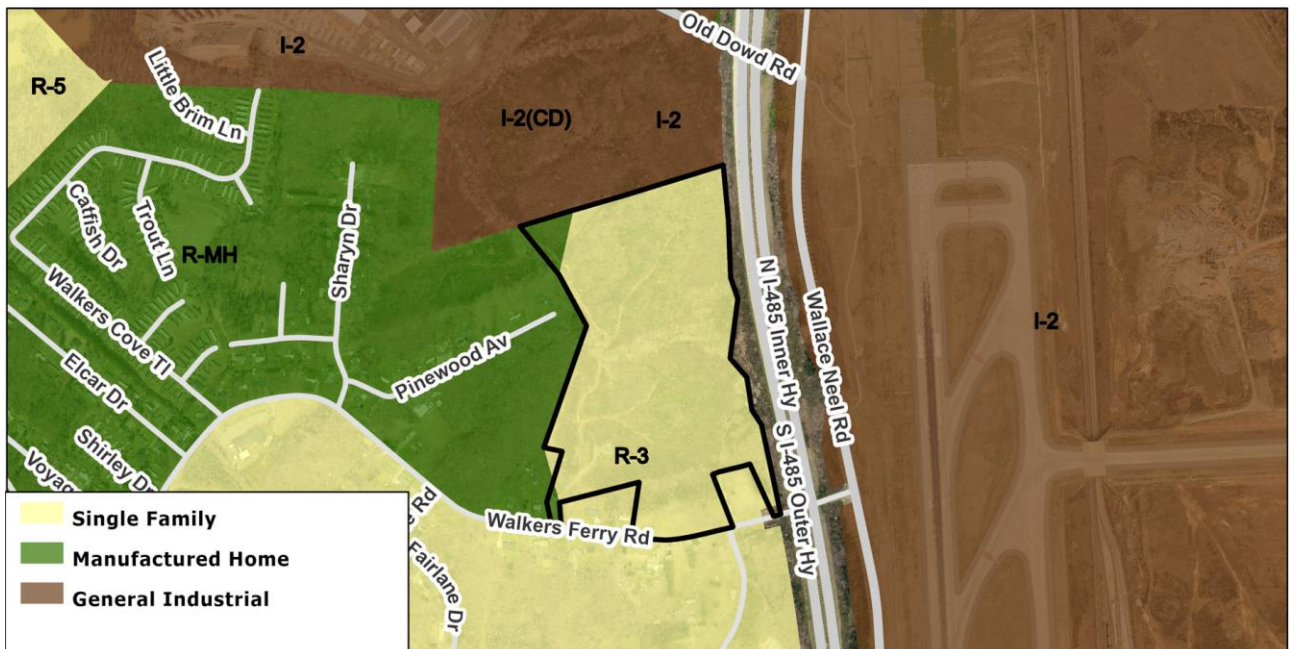 Old Dowd Rd
I-2
Little Brim Ln
R-5
I-2(CD)
I-2
Catfish Dr
Trout Ln
R-MH
Sharyn Dr
Walkers Cove Tl
Pinewood Av
N I-485 Inner Hy
S I-485 Outer Hy
Wallace Neel Rd
I-2
Elcar Dr
Shirley Dr
Voyag
R-3
Rd
Walkers Ferry Rd
Fairlane Dr
Single Family
Manufactured Home
General Industrial